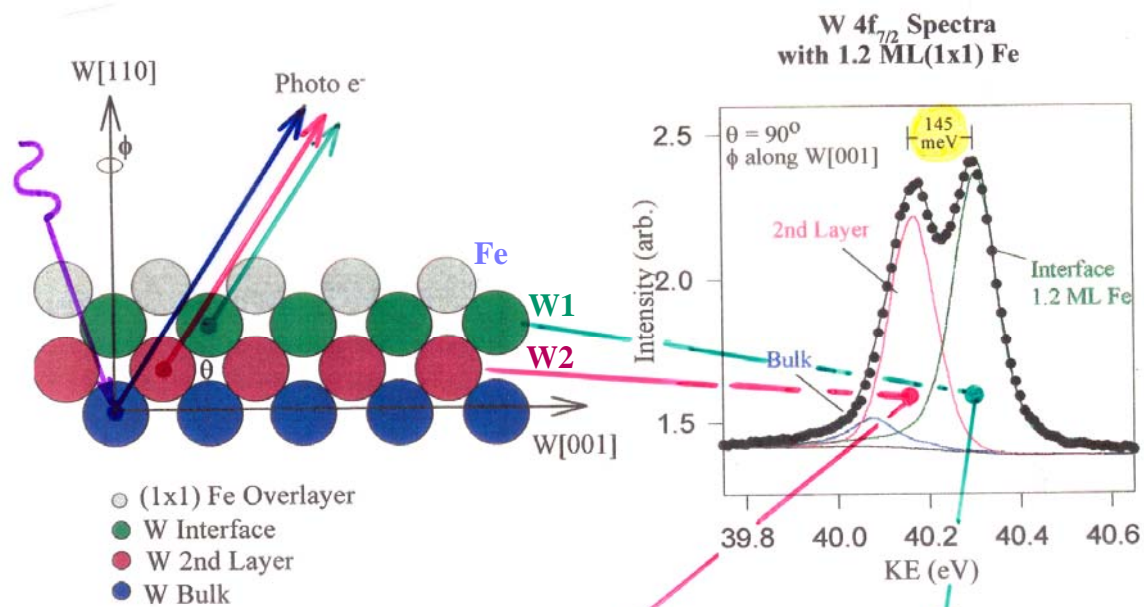 W[110]
Photo e-
ϕ
Fe
W1
W2
θ
W[001]
(1x1) Fe Overlayer
W Interface
W 2nd Layer
W Bulk
W 4f7/2 Spectra
with 1.2 ML(1x1) Fe
θ = 90o
ϕ along W[001]
145
meV
2nd Layer
Interface
1.2 ML Fe
Bulk
Intensity (arb.)
2.5
2.0
1.5
39.8 40.0 40.2 40.4 40.6
KE (eV)